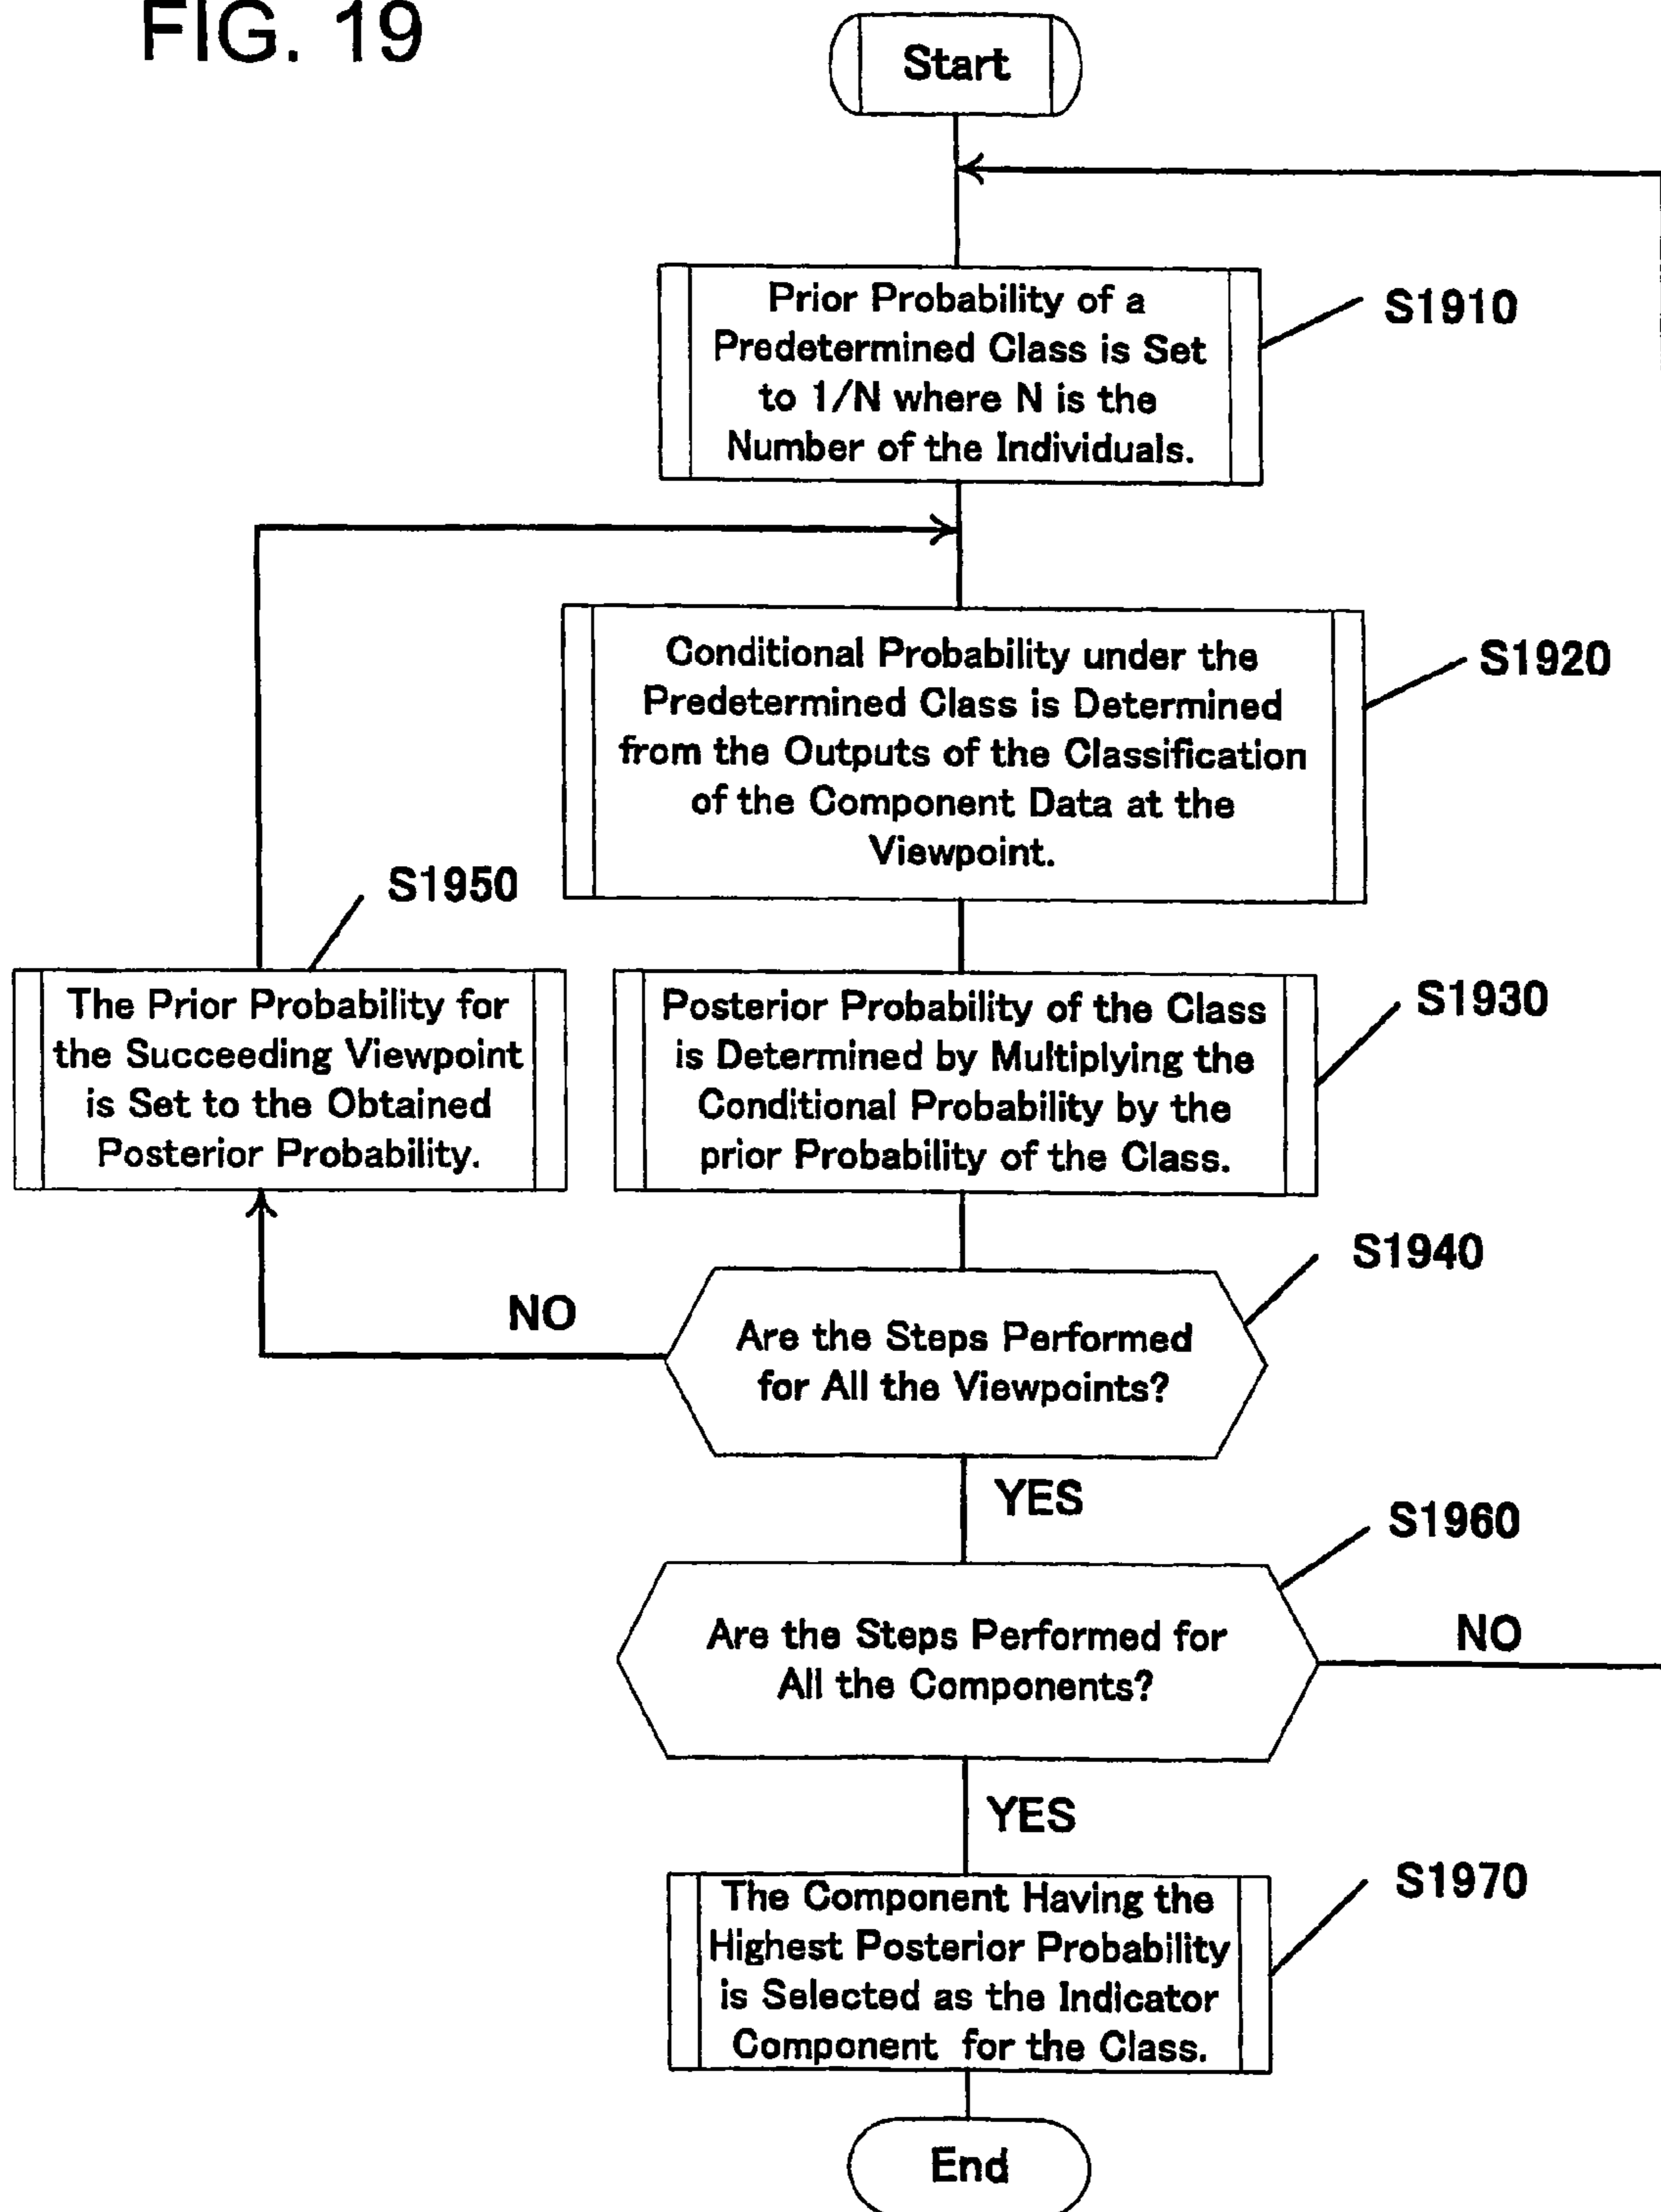 FIG. 19
Start
Prior Probability of a
Predetermined Class is Set
to 1/N where N is the
Number of the Individuals.
S1910
Conditional Probability under the
Predetermined Class is Determined
from the Outputs of the Classification
of the Component Data at the
Viewpoint.
S1920
S1950
The Prior Probability for
the Succeeding Viewpoint
is Set to the Obtained
Posterior Probability.
Posterior Probability of the Class
is Determined by Multiplying the
Conditional Probability by the
prior Probability of the Class.
S1930
S1940
NO
Are the Steps Performed
for All the Viewpoints?
YES
S1960
Are the Steps Performed for
All the Components?
NO
YES
S1970
The Component Having the
Highest Posterior Probability
is Selected as the Indicator
Component for the Class.
End